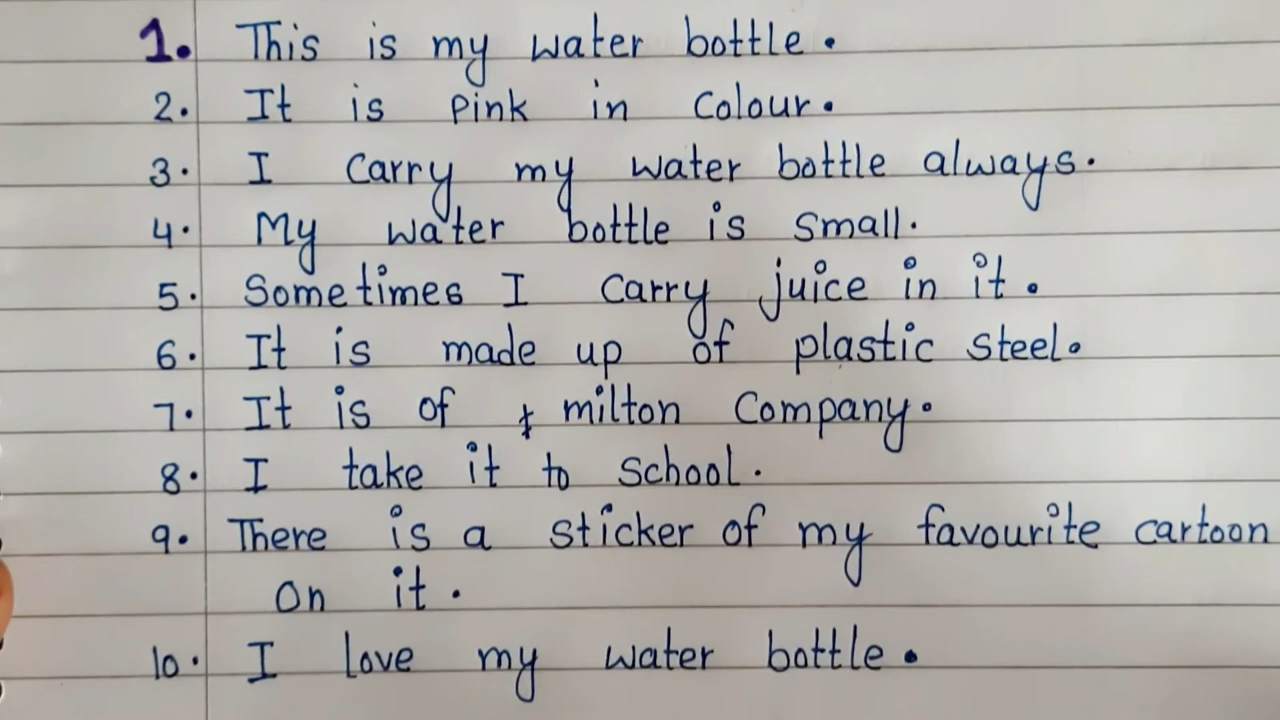 1. This is my water bottle.
2. It is pink in colour.
3. I carry my water bottle always.
4. My water bottle is small.
5. Sometimes I carry juice in it.
6. It is made up of plastic steel.
7. It is of milton company.
8. I take it to school.
9. There is a sticker of my favourite cartoon
on it.
10. I love my water bottle.